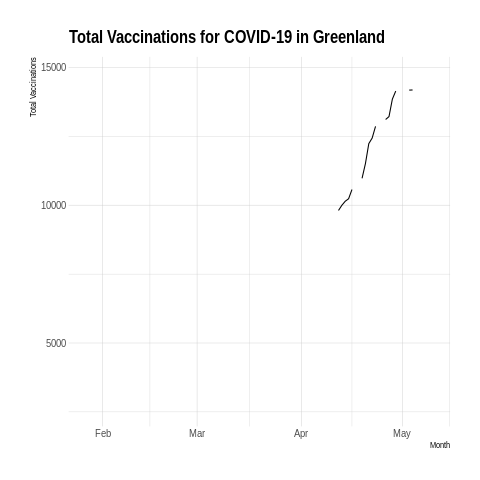 Total Vaccinations for COVID-19 in Greenland
Total Vaccinations
15000
10000
5000
Feb Mar Apr May
Month